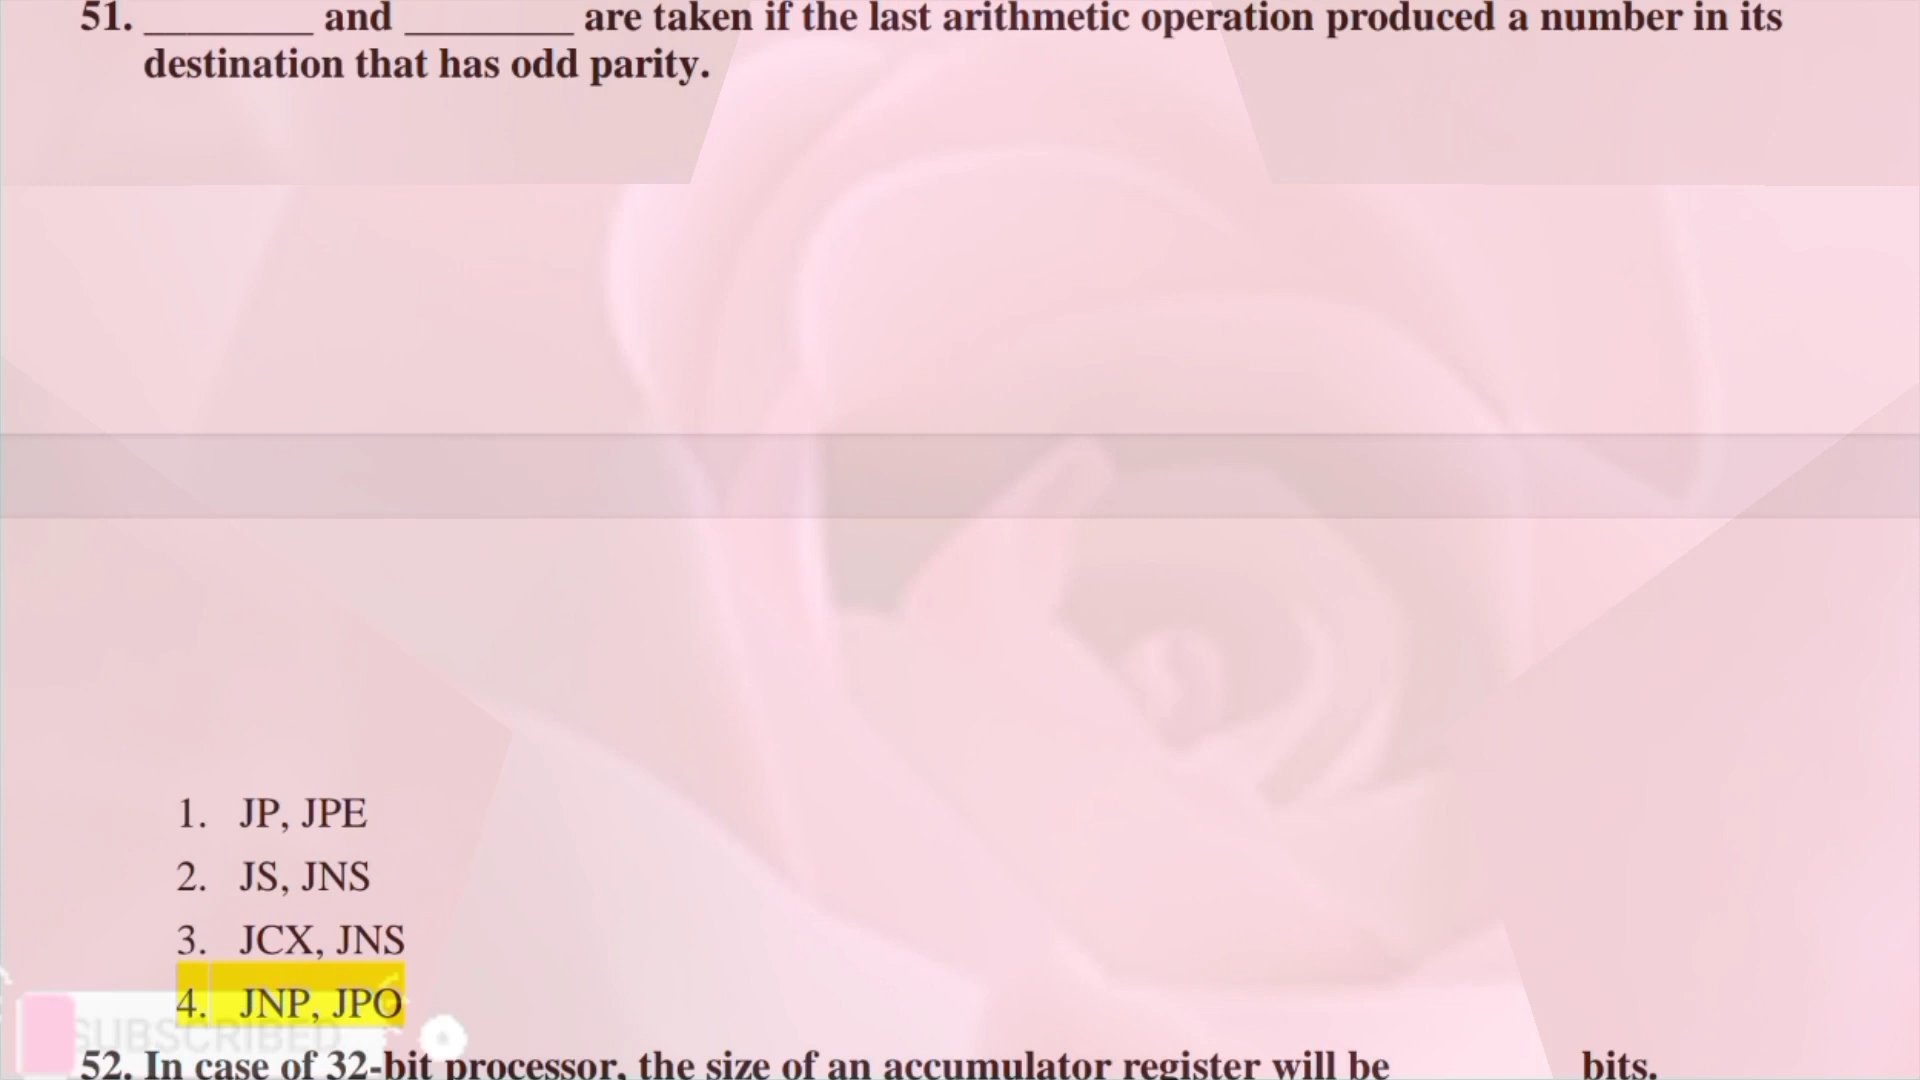 51. ________ and ________ are taken if the last arithmetic operation produced a number in its
destination that has odd parity.
1. JP, JPE
2. JS, JNS
3. JCX, JNS
4. JNP, JPO
SUBSCRIBED
52. In case of 32-bit processor, the size of an accumulator register will be ________ bits.